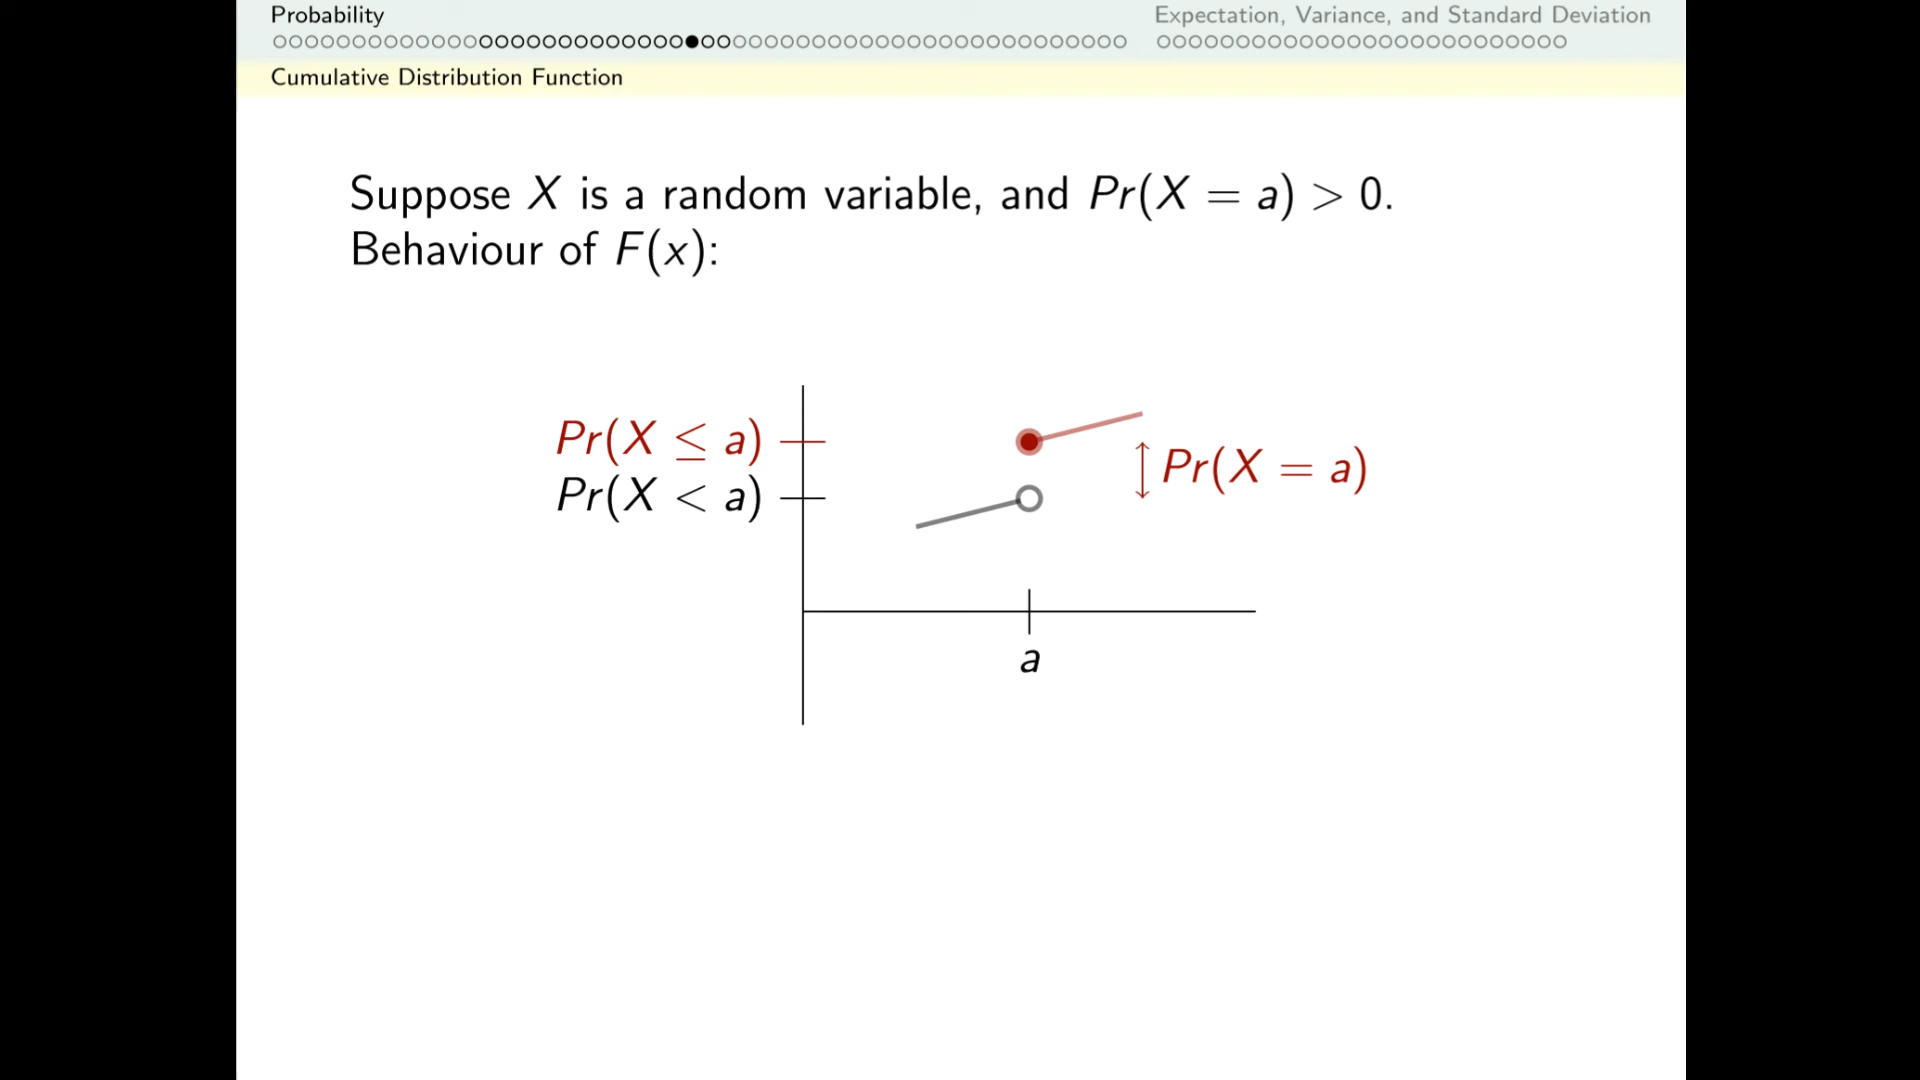 Probability
Expectation, Variance, and Standard Deviation
Cumulative Distribution Function
Suppose X is a random variable, and Pr(X = a) > 0.
Behaviour of F(x):
Pr(X ≤ a)
Pr(X < a)
Pr(X = a)
a